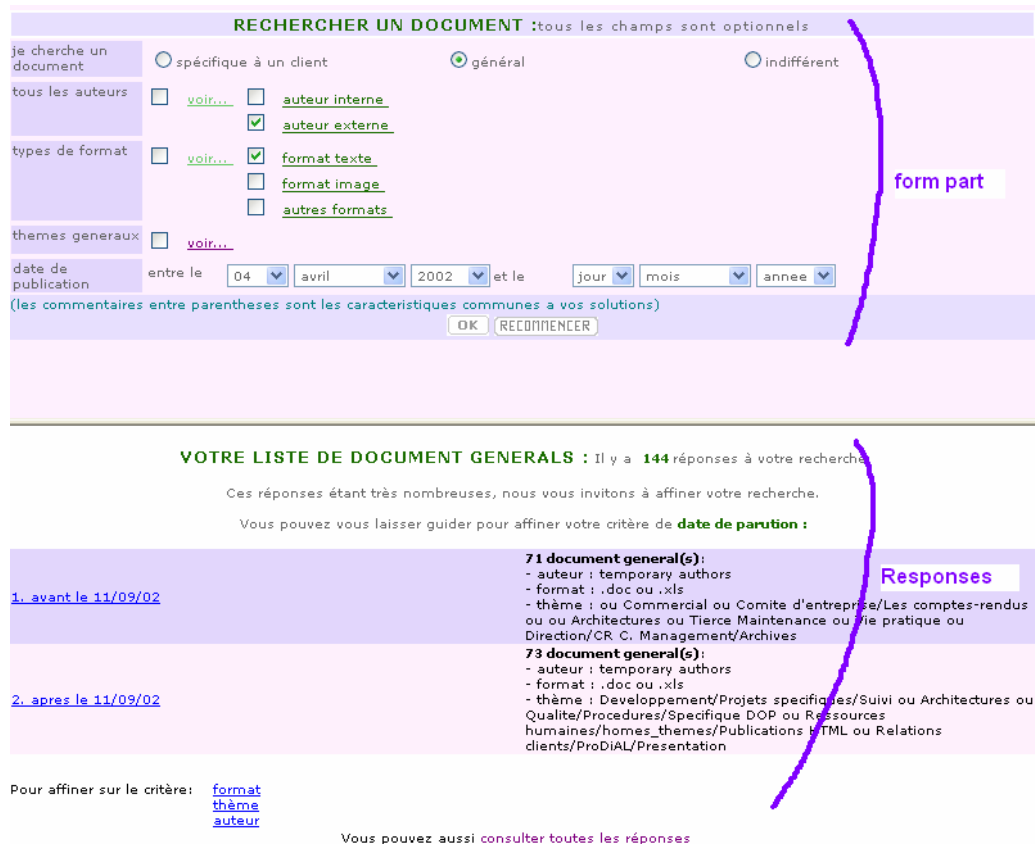 RECHERCHER UN DOCUMENT :tous les champs sont optionnels
je cherche un document
spécifique à un client général indifférent
tous les auteurs
voir... auteur interne
auteur externe
types de format
voir... format texte
format image
autres formats
form part
themes generaux
voir...
date de publication
entre le 04 avril 2002 et le jour mois annee
(les commentaires entre parentheses sont les caracteristiques communes a vos solutions)
OK RECOMMENCER
VOTRE LISTE DE DOCUMENT GENERALS : Il y a 144 réponses à votre recherche
Ces réponses étant très nombreuses, nous vous invitons à affiner votre recherche.
Vous pouvez vous laisser guider pour affiner votre critère de date de parution :
1. avant le 11/09/02
71 document general(s):
- auteur : temporary authors
- format : .doc ou .xls
- thème : ou Commercial ou Comite d'entreprise/Les comptes-rendus
ou ou Architectures ou Tierce Maintenance ou Vie pratique ou
Direction/CR C. Management/Archives
Responses
2. apres le 11/09/02
73 document general(s):
- auteur : temporary authors
- format : .doc ou .xls
- thème : Developpement/Projets specifiques/Suivi ou Architectures ou
Qualite/Procedures/Specifique DOP ou Ressources
humaines/homes_themes/Publications HTML ou Relations
clients/ProDiAL/Presentation
Pour affiner sur le critère: format
thème
auteur
Vous pouvez aussi consulter toutes les réponses